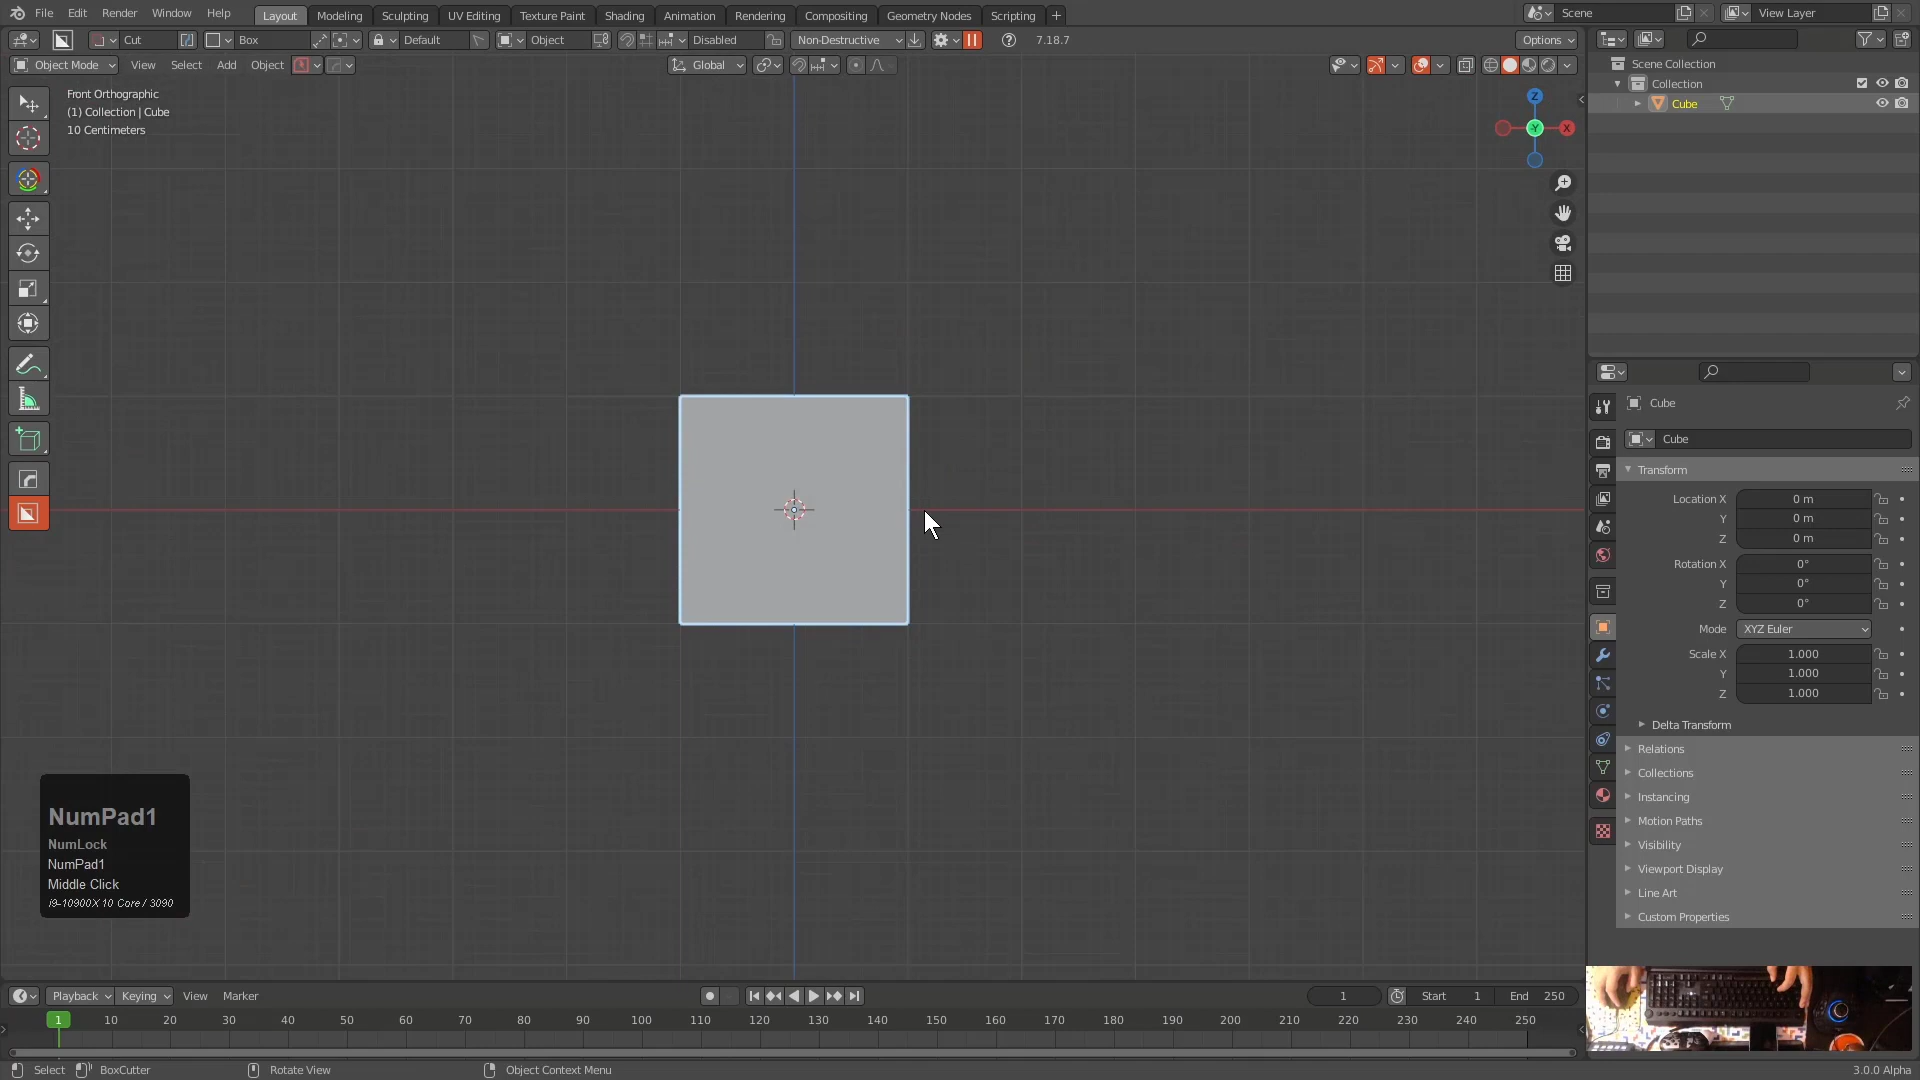 File Edit Render Window Help Layout Modeling Sculpting UV Editing Texture Paint Shading Animation Rendering Compositing Geometry Nodes Scripting + Scene View Layer
Cut Box Default Object Disabled Non-Destructive 7.18.7 Options
Object Mode View Select Add Object Global
Front Orthographic
(1) Collection | Cube
10 Centimeters
Z
Y
X
Scene Collection
Collection
Cube
Cube
Cube
Transform
Location X 0 m
Y 0 m
Z 0 m
Rotation X 0°
Y 0°
Z 0°
Mode XYZ Euler
Scale X 1.000
Y 1.000
Z 1.000
Delta Transform
Relations
Collections
Instancing
Motion Paths
Visibility
Viewport Display
Line Art
Custom Properties
NumPad1
NumLock
NumPad1
Middle Click
i9-10900X 10 Core / 3090
Playback Keying View Marker 1 Start 1 End 250
1 10 20 30 40 50 60 70 80 90 100 110 120 130 140 150 160 170 180 190 200 210 220 230 240 250
Select BoxCutter Rotate View Object Context Menu 3.0.0 Alpha